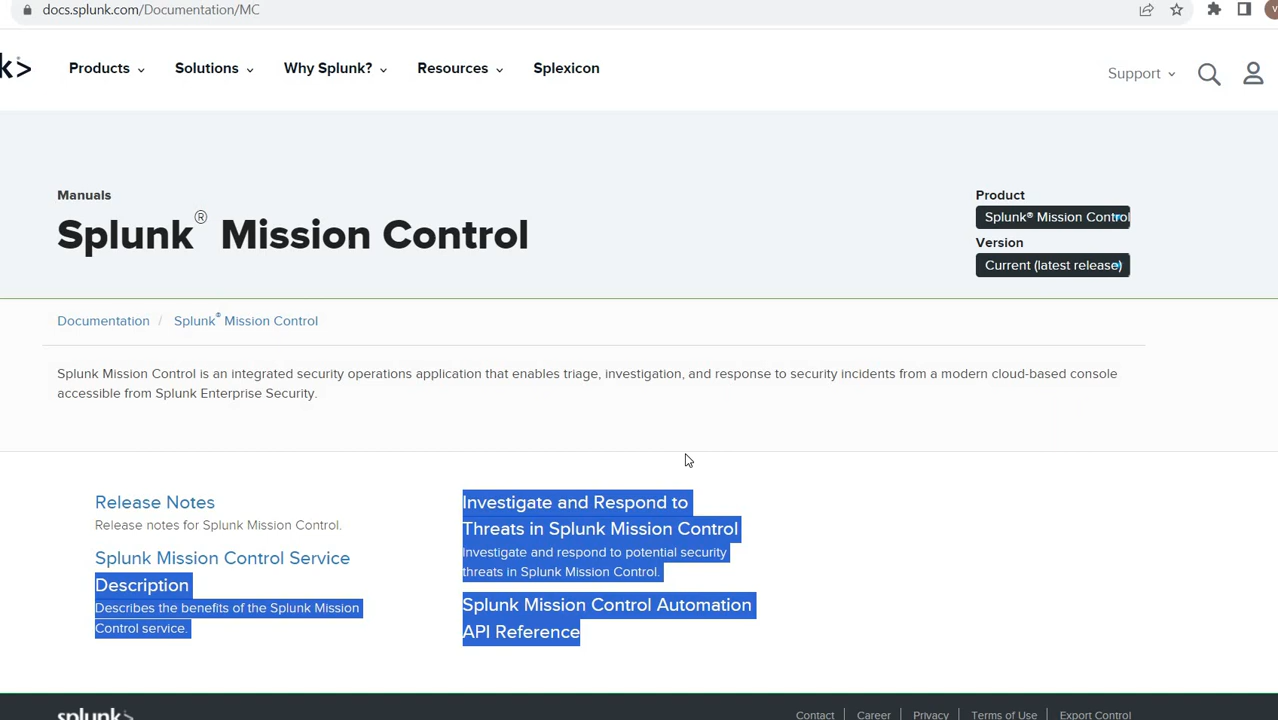 docs.splunk.com/Documentation/MC
k>
Products
Solutions
Why Splunk?
Resources
Splexicon
Support
Manuals
Splunk® Mission Control
Product
Splunk® Mission Control
Version
Current (latest release)
Documentation / Splunk® Mission Control
Splunk Mission Control is an integrated security operations application that enables triage, investigation, and response to security incidents from a modern cloud-based console
accessible from Splunk Enterprise Security.
Release Notes
Release notes for Splunk Mission Control.
Splunk Mission Control Service
Description
Describes the benefits of the Splunk Mission
Control service.
Investigate and Respond to
Threats in Splunk Mission Control
Investigate and respond to potential security
threats in Splunk Mission Control.
Splunk Mission Control Automation
API Reference
splunk>
Contact
Career
Privacy
Terms of Use
Export Control